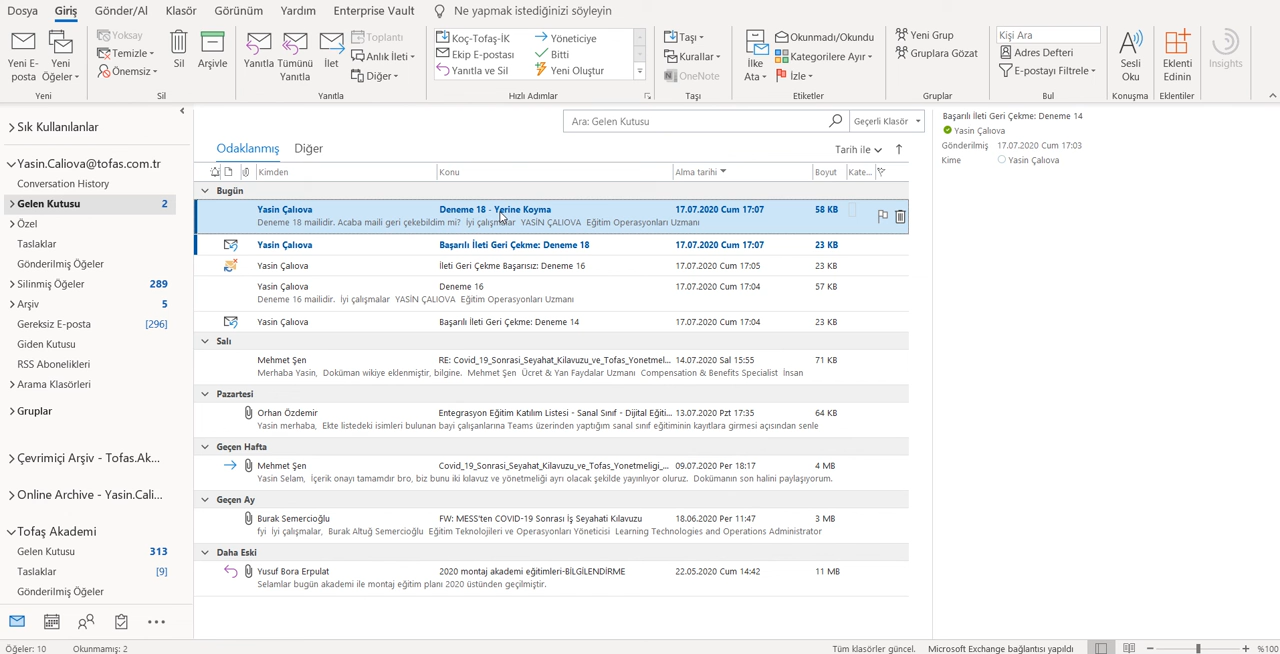 Dosya Giriş Gönder/Al Klasör Görünüm Yardım Enterprise Vault Ne yapmak istediğinizi söyleyin
Yeni E-posta
Yeni Öğeler
Yeni
Yoksay
Temizle
Önemsiz
Sil
Arşivle
Sil
Yanıtla
Tümünü Yanıtla
İlet
Toplantı
Anlık İleti
Diğer
Yanıtla
Koç-Tofaş-İK
Ekip E-postası
Yanıtla ve Sil
Yöneticiye
Bitti
Yeni Oluştur
Hızlı Adımlar
Taşı
Kurallar
OneNote
Taşı
İlke Ata
Okunmadı/Okundu
Kategorilere Ayır
İzle
Etiketler
Yeni Grup
Gruplara Gözat
Gruplar
Kişi Ara
Adres Defteri
E-postayı Filtrele
Bul
Sesli Oku
Konuşma
Eklenti Edinin
Eklentiler
Insights
Sık Kullanılanlar
Yasin.Caliova@tofas.com.tr
Conversation History
Gelen Kutusu 2
Özel
Taslaklar
Gönderilmiş Öğeler
Silinmiş Öğeler 289
Arşiv 5
Gereksiz E-posta [296]
Giden Kutusu
RSS Abonelikleri
Arama Klasörleri
Gruplar
Çevrimiçi Arşiv - Tofas.Ak...
Online Archive - Yasin.Cali...
Tofaş Akademi
Gelen Kutusu 313
Taslaklar [9]
Gönderilmiş Öğeler
Ara: Gelen Kutusu Geçerli Klasör
Odaklanmış Diğer Tarih ile
Kimden Konu Alma tarihi Boyut Kate...
Bugün
Yasin Çalıova Deneme 18 - Yerine Koyma 17.07.2020 Cum 17:07 58 KB
Deneme 18 mailidir. Acaba maili geri çekebildim mi? İyi çalışmalar YASİN ÇALIOVA Eğitim Operasyonları Uzmanı
Yasin Çalıova Başarılı İleti Geri Çekme: Deneme 18 17.07.2020 Cum 17:07 23 KB
Yasin Çalıova İleti Geri Çekme Başarısız: Deneme 16 17.07.2020 Cum 17:05 23 KB
Yasin Çalıova Deneme 16 17.07.2020 Cum 17:04 57 KB
Deneme 16 mailidir. İyi çalışmalar YASİN ÇALIOVA Eğitim Operasyonları Uzmanı
Yasin Çalıova Başarılı İleti Geri Çekme: Deneme 14 17.07.2020 Cum 17:04 23 KB
Salı
Mehmet Şen RE: Covid_19_Sonrasi_Seyahat_Kilavuzu_ve_Tofas_Yonetmel... 14.07.2020 Sal 15:55 71 KB
Merhaba Yasin, Doküman wikiye eklenmiştir, bilgine. Mehmet Şen Ücret & Yan Faydalar Uzmanı Compensation & Benefits Specialist İnsan
Pazartesi
Orhan Özdemir Entegrasyon Eğitim Katılım Listesi - Sanal Sınıf - Dijital Eğiti... 13.07.2020 Pzt 17:35 64 KB
Yasin merhaba, Ekte listedeki isimleri bulunan bayi çalışanlarına Teams üzerinden yaptığım sanal sınıf eğitiminin kayıtlara girmesi açısından senle
Geçen Hafta
Mehmet Şen Covid_19_Sonrasi_Seyahat_Kilavuzu_ve_Tofas_Yonetmeligi_... 09.07.2020 Per 18:17 4 MB
Yasin Selam, İçerik onayı tamamdır bro, biz bunu iki kılavuz ve yönetmeliği ayrı olacak şekilde yayınlıyor oluruz. Dokümanın son halini paylaşıyorum.
Geçen Ay
Burak Semercioğlu FW: MESS'ten COVID-19 Sonrası İş Seyahati Kılavuzu 18.06.2020 Per 11:47 3 MB
fyi İyi çalışmalar, Burak Altuğ Semercioğlu Eğitim Teknolojileri ve Operasyonları Yöneticisi Learning Technologies and Operations Administrator
Daha Eski
Yusuf Bora Erpulat 2020 montaj akademi eğitimleri-BİLGİLENDİRME 22.05.2020 Cum 14:42 11 MB
Selamlar bugün akademi ile montaj eğitim planı 2020 üstünden geçilmiştir.
Başarılı İleti Geri Çekme: Deneme 14
Yasin Çalıova
Gönderilmiş 17.07.2020 Cum 17:03
Kime Yasin Çalıova
Öğeler: 10 Okunmamış: 2 Tüm klasörler güncel. Microsoft Exchange bağlantısı yapıldı %100